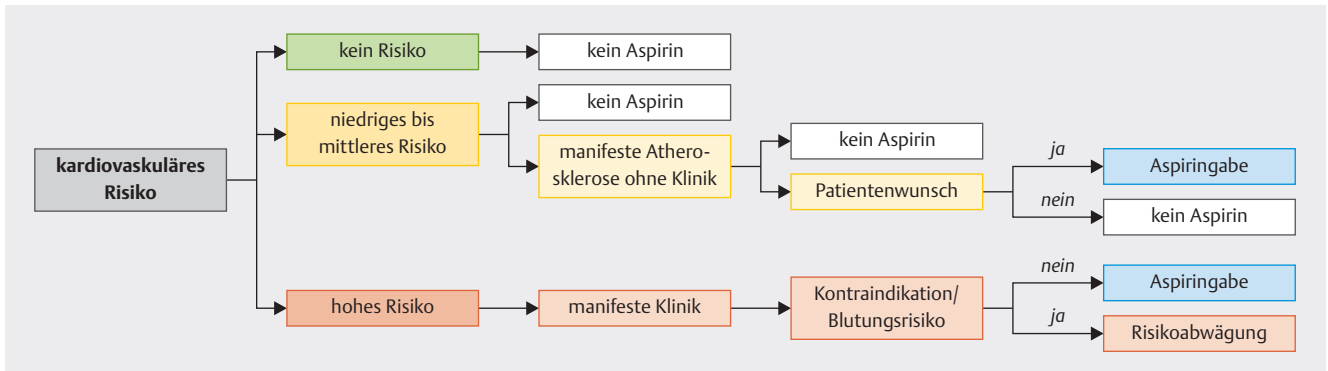 kein Risiko
kein Aspirin
niedriges bis
mittleres Risiko
kein Aspirin
manifeste Athero-
sklerose ohne Klinik
kein Aspirin
Patientenwunsch
ja
Aspiringabe
nein
kein Aspirin
kardiovaskuläres
Risiko
hohes Risiko
manifeste Klinik
Kontraindikation/
Blutungsrisiko
nein
Aspiringabe
ja
Risikoabwägung